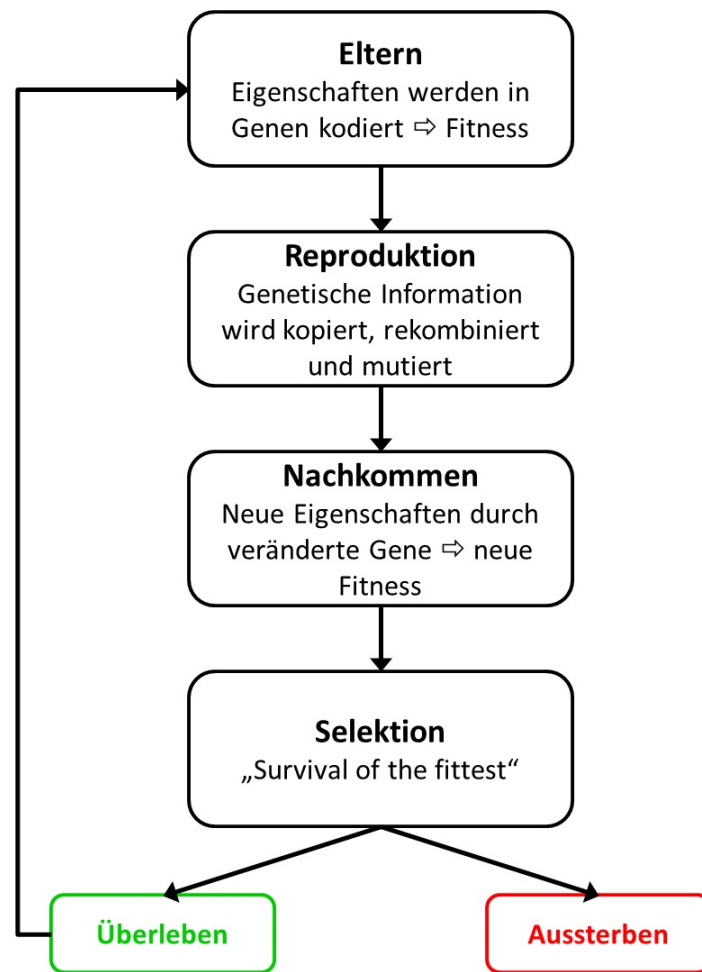 Eltern
Eigenschaften werden in
Genen kodiert ⇨ Fitness
Reproduktion
Genetische Information
wird kopiert, rekombiniert
und mutiert
Nachkommen
Neue Eigenschaften durch
veränderte Gene ⇨ neue
Fitness
Selektion
„Survival of the fittest“
Überleben
Aussterben